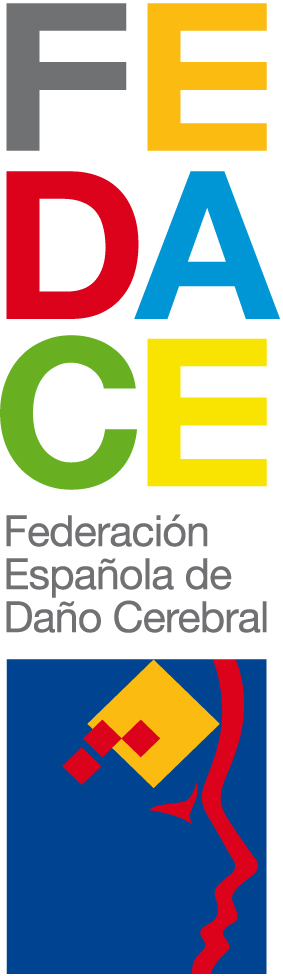 FE
DA
CE
Federación
Española de
Daño Cerebral